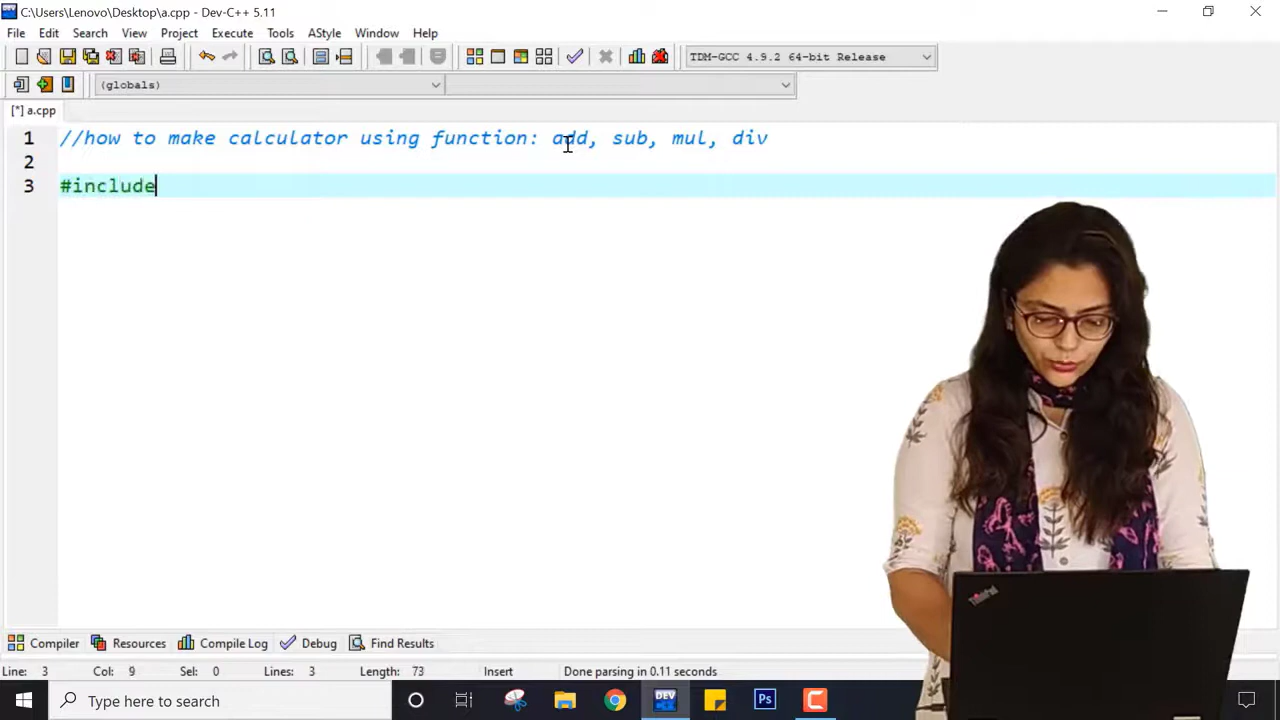 C:\Users\Lenovo\Desktop\a.cpp - Dev-C++ 5.11
File Edit Search View Project Execute Tools AStyle Window Help
TDM-GCC 4.9.2 64-bit Release
(globals)
[*] a.cpp
1 //how to make calculator using function: add, sub, mul, div
2
3 #include
ThinkPad
Compiler Resources Compile Log Debug Find Results
Line: 3 Col: 9 Sel: 0 Lines: 3 Length: 73 Insert Done parsing in 0.11 seconds
Type here to search DEV Ps